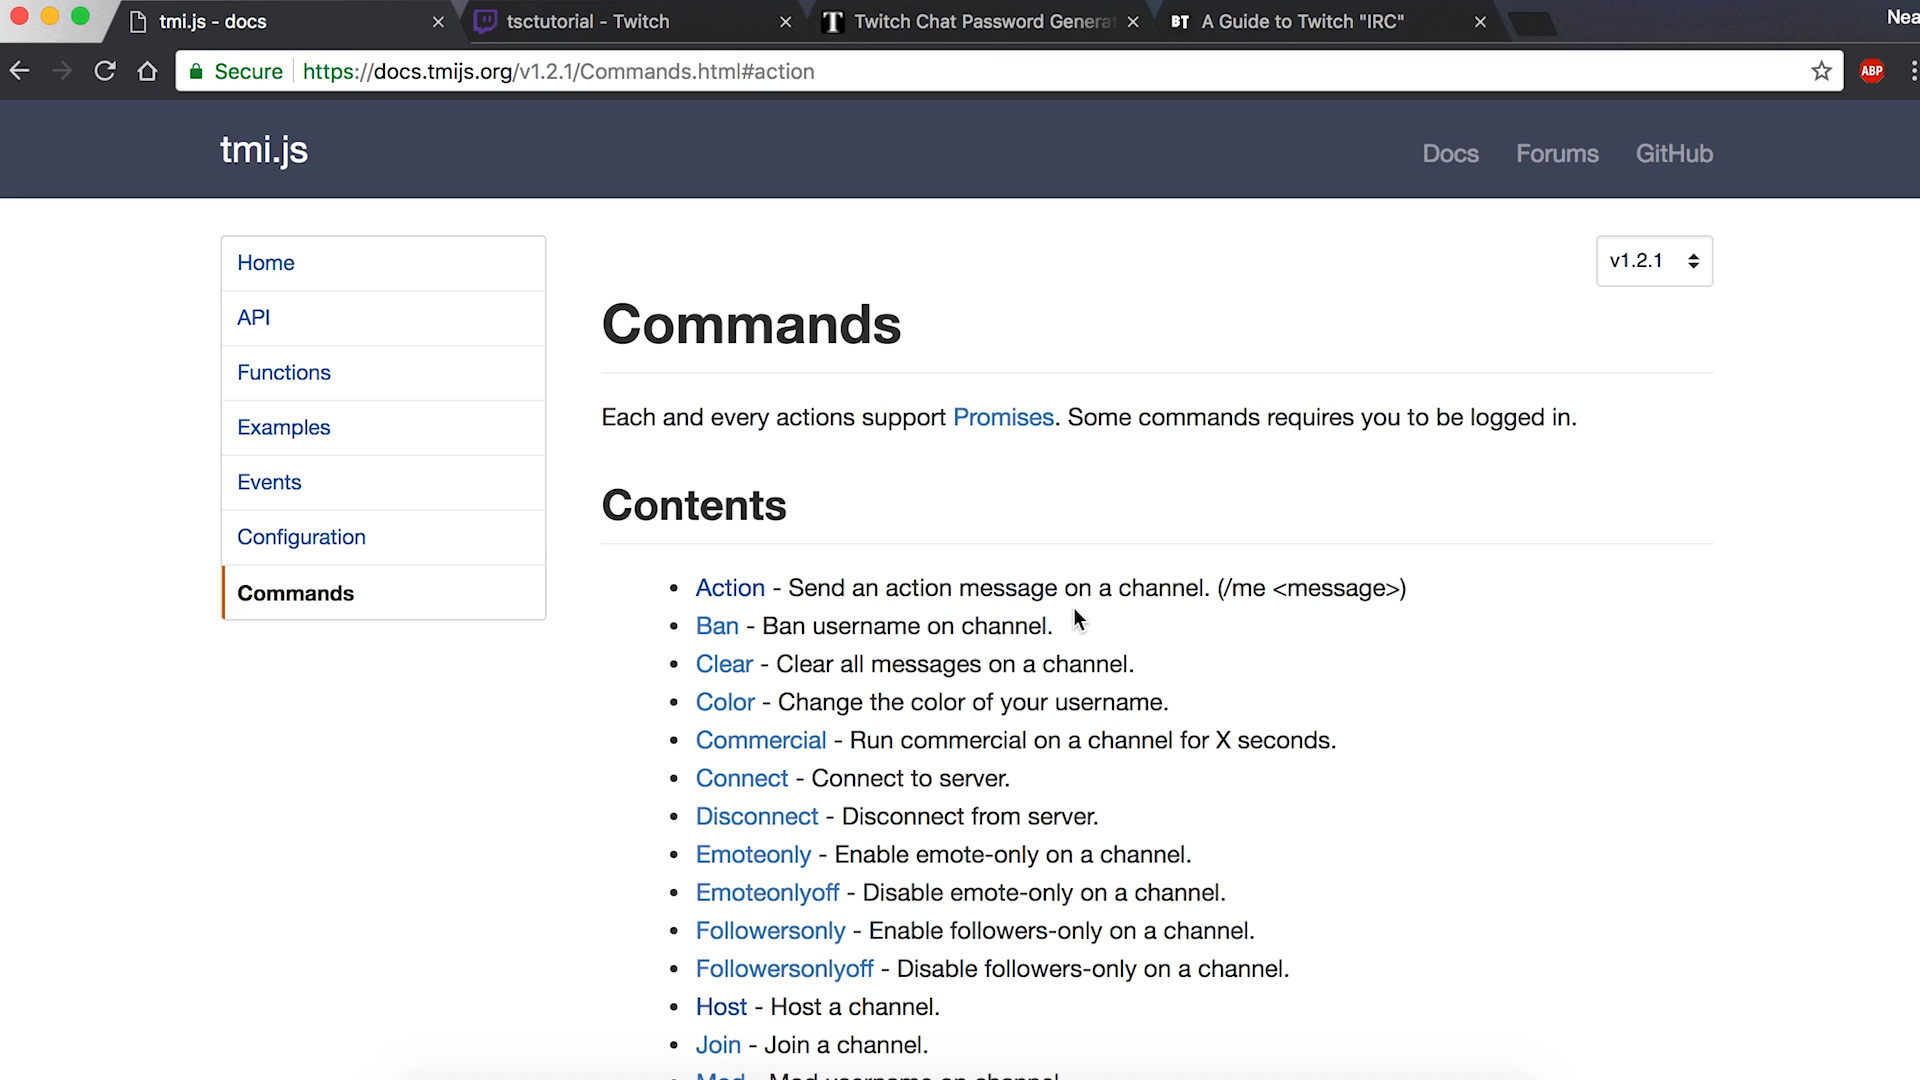 tmi.js - docs
tsctutorial - Twitch
Twitch Chat Password Generat
BT A Guide to Twitch "IRC"
Nea
Secure https://docs.tmijs.org/v1.2.1/Commands.html#action
ABP
tmi.js
Docs Forums GitHub
Home
API
Functions
Examples
Events
Configuration
Commands
v1.2.1
Commands
Each and every actions support Promises. Some commands requires you to be logged in.
Contents
• Action - Send an action message on a channel. (/me <message>)
• Ban - Ban username on channel.
• Clear - Clear all messages on a channel.
• Color - Change the color of your username.
• Commercial - Run commercial on a channel for X seconds.
• Connect - Connect to server.
• Disconnect - Disconnect from server.
• Emoteonly - Enable emote-only on a channel.
• Emoteonlyoff - Disable emote-only on a channel.
• Followersonly - Enable followers-only on a channel.
• Followersonlyoff - Disable followers-only on a channel.
• Host - Host a channel.
• Join - Join a channel.
• Mod - Mod username on channel.